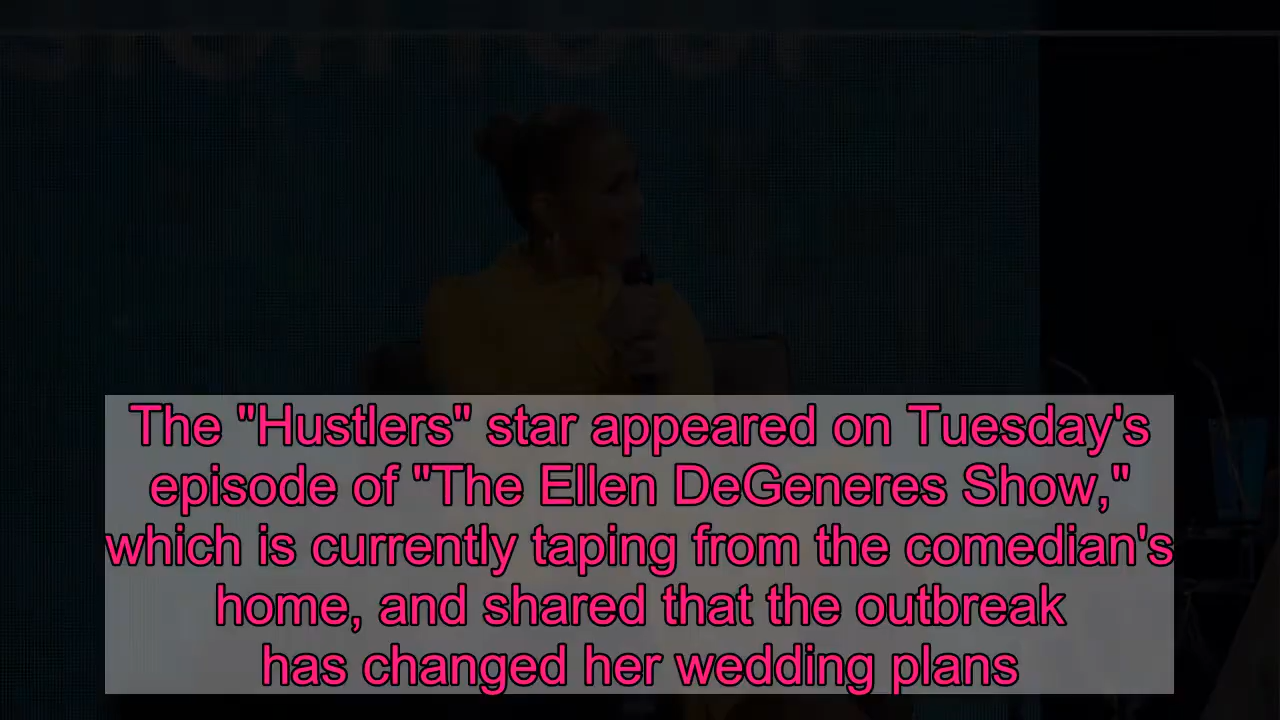 The "Hustlers" star appeared on Tuesday's
episode of "The Ellen DeGeneres Show,"
which is currently taping from the comedian's
home, and shared that the outbreak
has changed her wedding plans